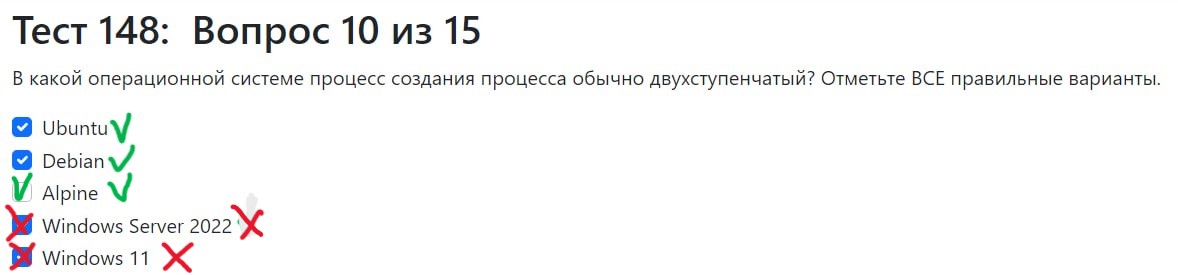 Тест 148: Вопрос 10 из 15
В какой операционной системе процесс создания процесса обычно двухступенчатый? Отметьте ВСЕ правильные варианты.
Ubuntu
Debian
Alpine
Windows Server 2022
Windows 11